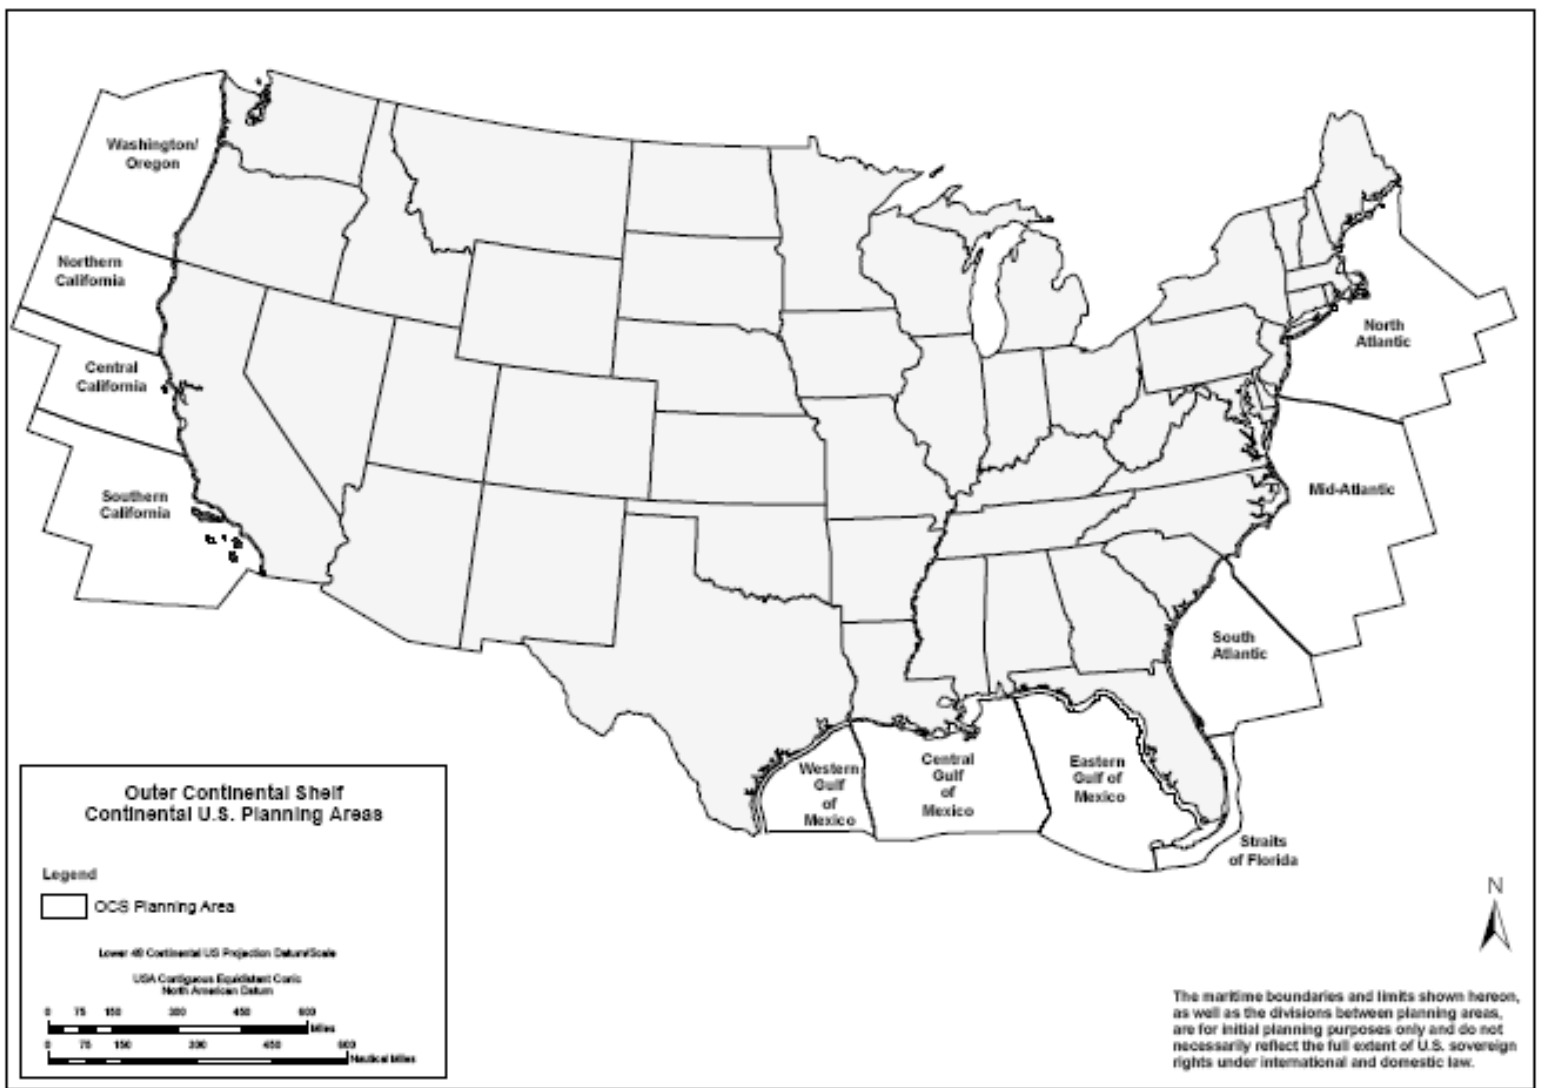 Washington/
Oregon
Northern
California
Central
California
Southern
California
North
Atlantic
Mid-Atlantic
South
Atlantic
Western
Gulf
of
Mexico
Central
Gulf
of
Mexico
Eastern
Gulf of
Mexico
Straits
of Florida
Outer Continental Shelf
Continental U.S. Planning Areas
Legend
OCS Planning Area
Lower 48 Continental US Projection Datum/Scale
USA Contiguous Equidistant Conic
North American Datum
0 75 150 300 450 600
Miles
0 75 150 300 450 600
Nautical Miles
N
The maritime boundaries and limits shown hereon,
as well as the divisions between planning areas,
are for initial planning purposes only and do not
necessarily reflect the full extent of U.S. sovereign
rights under international and domestic law.